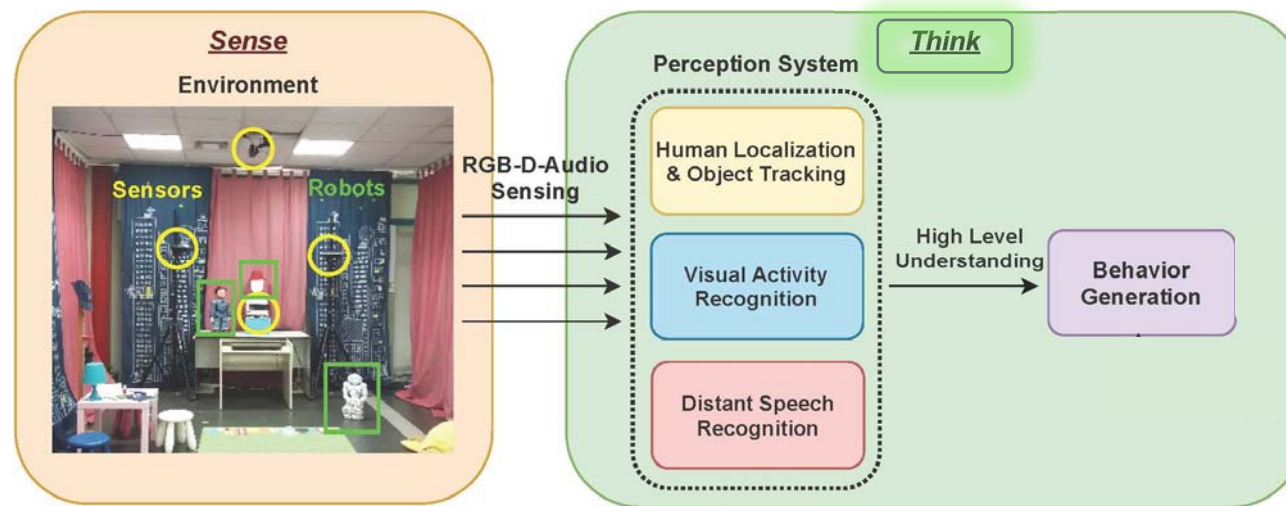 Sense
Environment
Sensors
Robots
RGB-D-Audio
Sensing
Think
Perception System
Human Localization
& Object Tracking
Visual Activity
Recognition
Distant Speech
Recognition
High Level
Understanding
Behavior
Generation